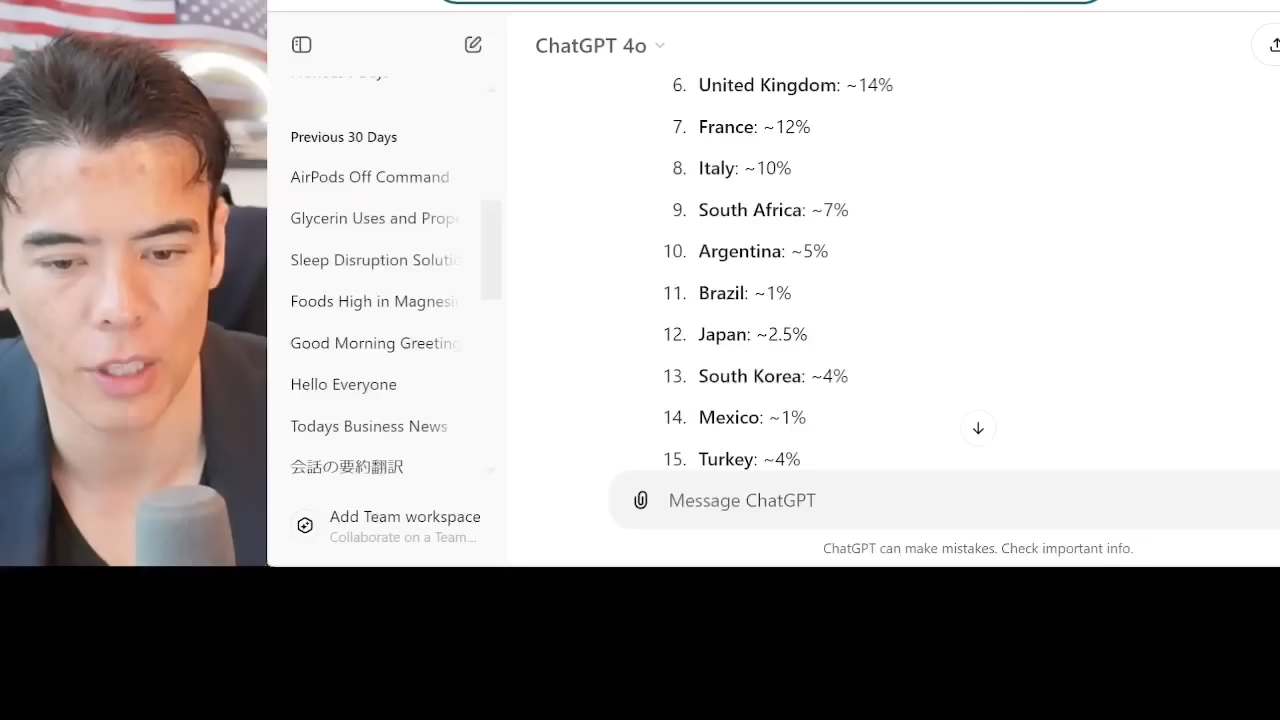 ChatGPT 4o
Previous 30 Days
AirPods Off Command
Glycerin Uses and Prope
Sleep Disruption Solutio
Foods High in Magnesi
Good Morning Greeting
Hello Everyone
Todays Business News
会話の要約翻訳
Add Team workspace
Collaborate on a Team...
6. United Kingdom: ~14%
7. France: ~12%
8. Italy: ~10%
9. South Africa: ~7%
10. Argentina: ~5%
11. Brazil: ~1%
12. Japan: ~2.5%
13. South Korea: ~4%
14. Mexico: ~1%
15. Turkey: ~4%
Message ChatGPT
ChatGPT can make mistakes. Check important info.